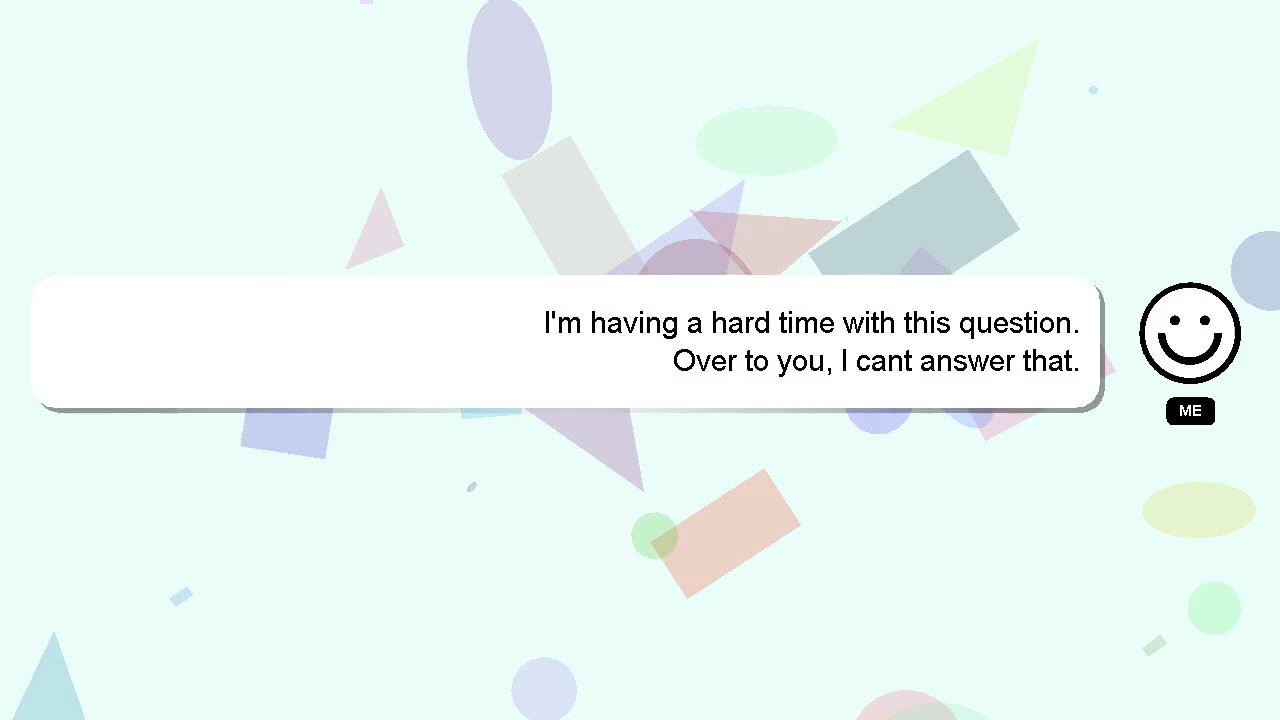 I'm having a hard time with this question.
Over to you, I cant answer that.
ME